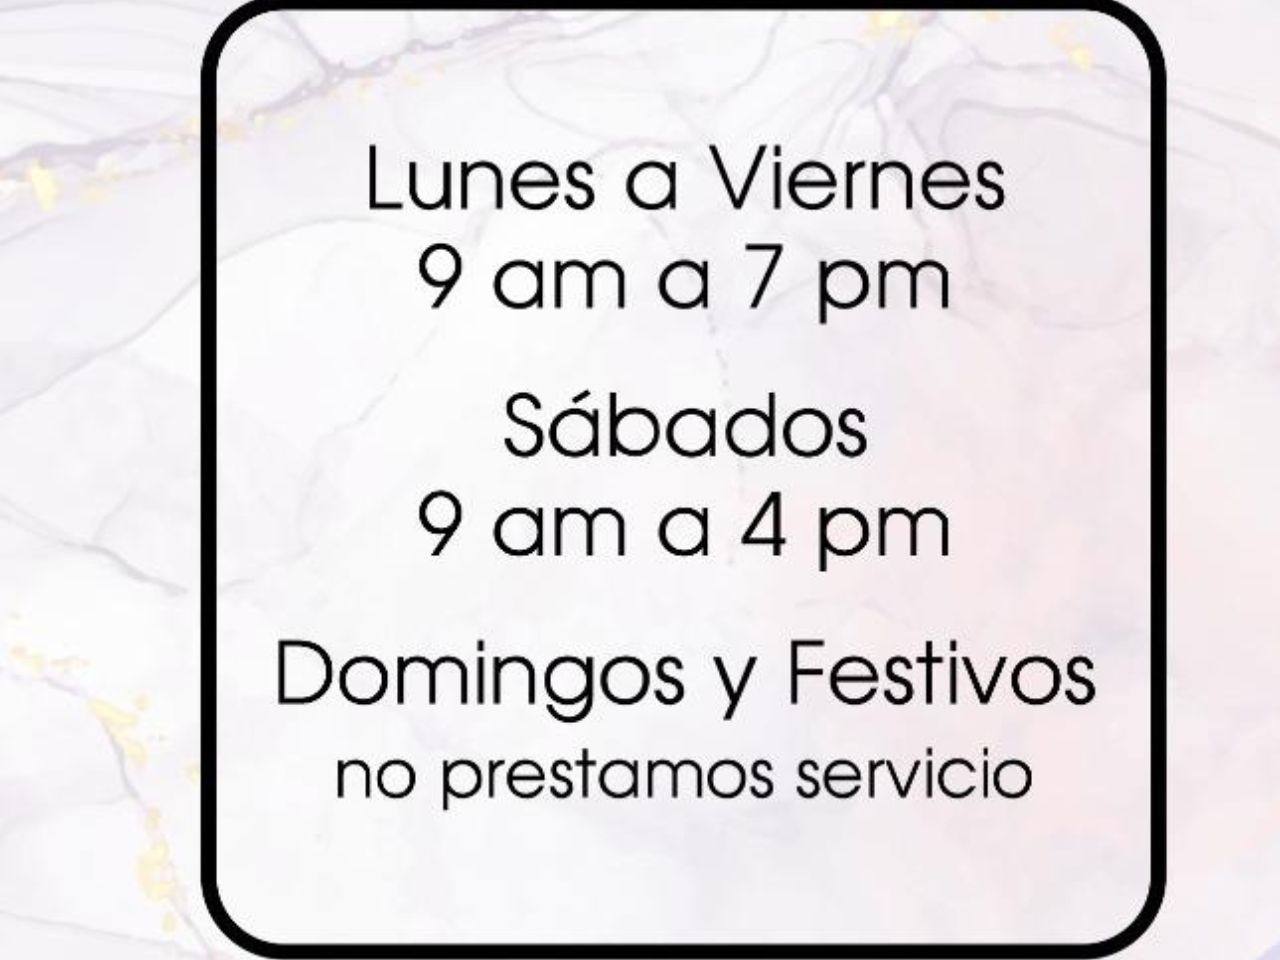 Lunes a Viernes
9 am a 7 pm
Sábados
9 am a 4 pm
Domingos y Festivos
no prestamos servicio